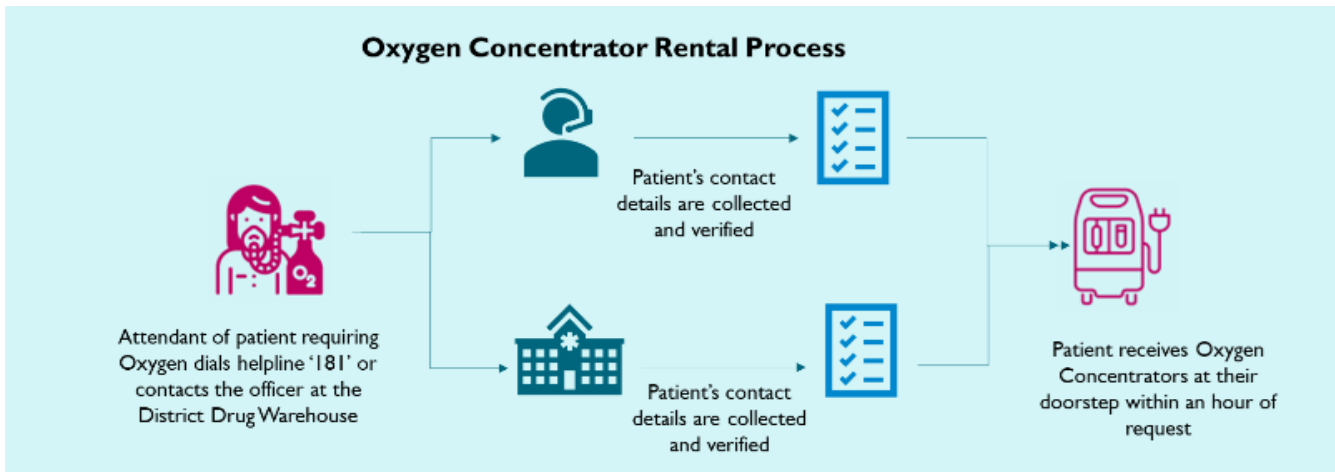 Oxygen Concentrator Rental Process
Patient's contact
details are collected
and verified
O2
Attendant of patient requiring
Oxygen dials helpline ‘181’ or
contacts the officer at the
District Drug Warehouse
Patient's contact
details are collected
and verified
Patient receives Oxygen
Concentrators at their
doorstep within an hour of
request